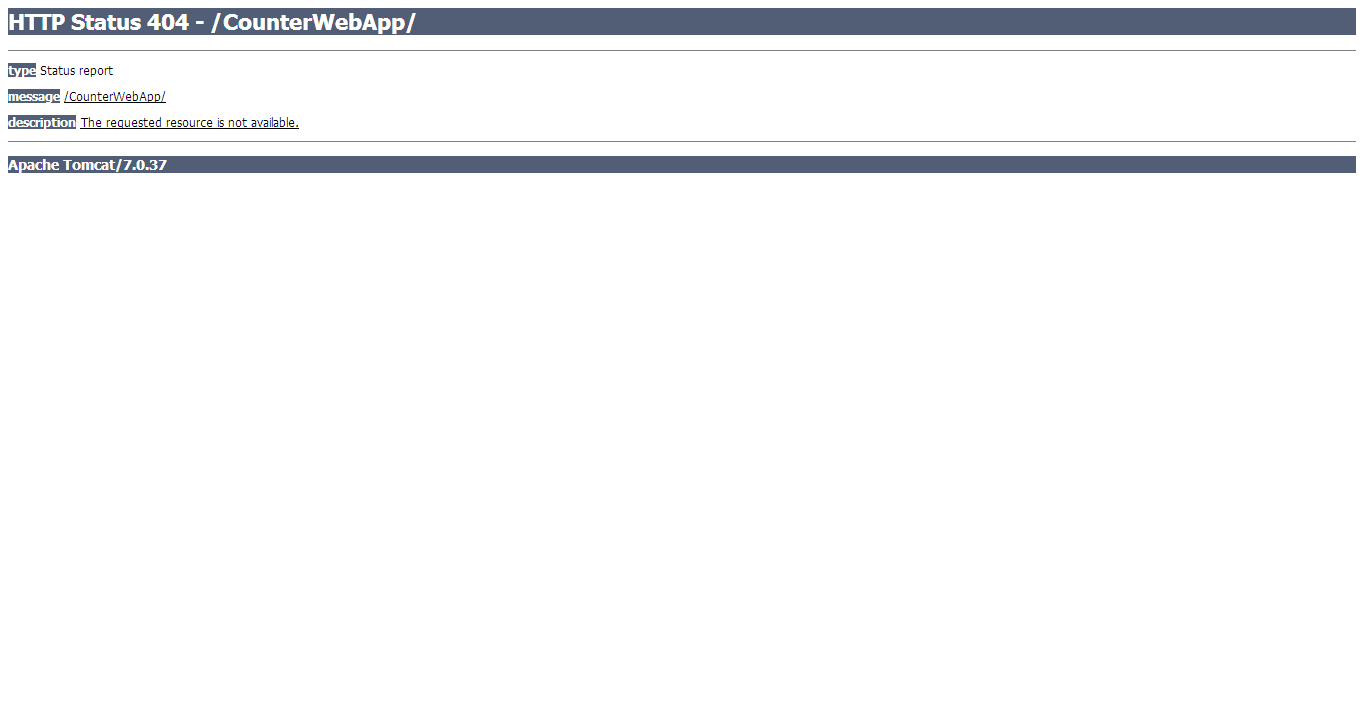 HTTP Status 404 - /CounterWebApp/
type Status report
message /CounterWebApp/
description The requested resource is not available.
Apache Tomcat/7.0.37